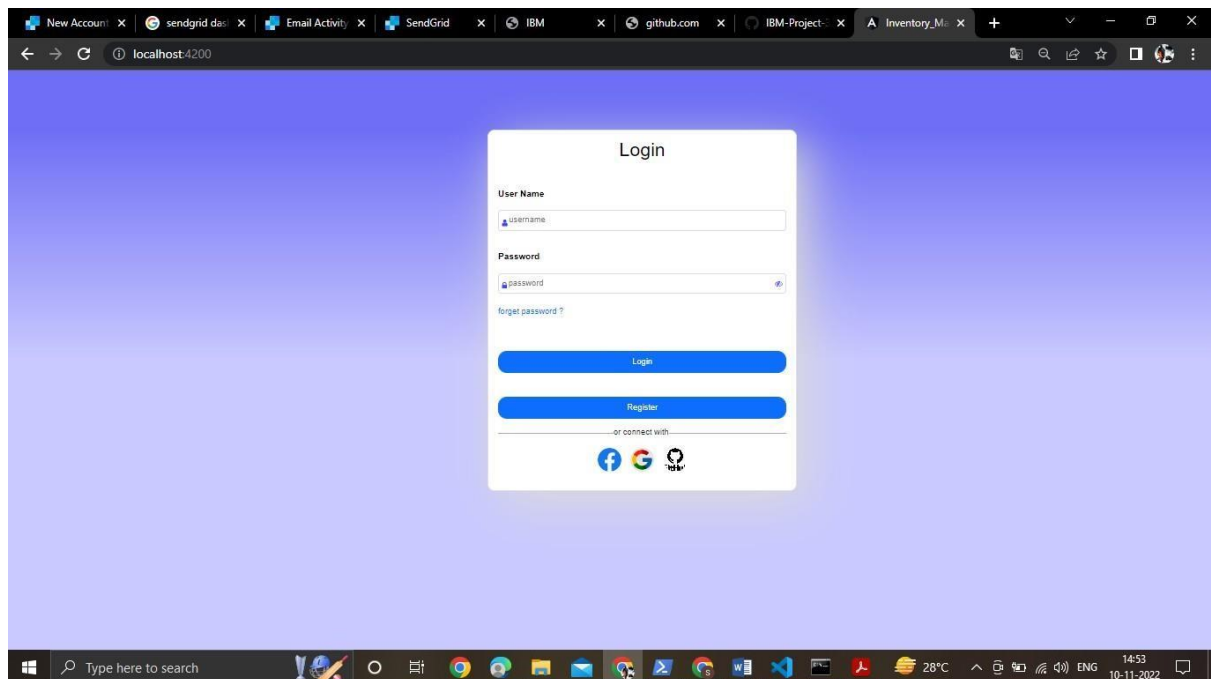 New Account
sendgrid das
Email Activity
SendGrid
IBM
github.com
IBM-Project-3
Inventory_Ma
localhost:4200
Login
User Name
username
Password
password
forget password ?
Login
Register
or connect with
Type here to search
28°C
ENG
14:53
10-11-2022